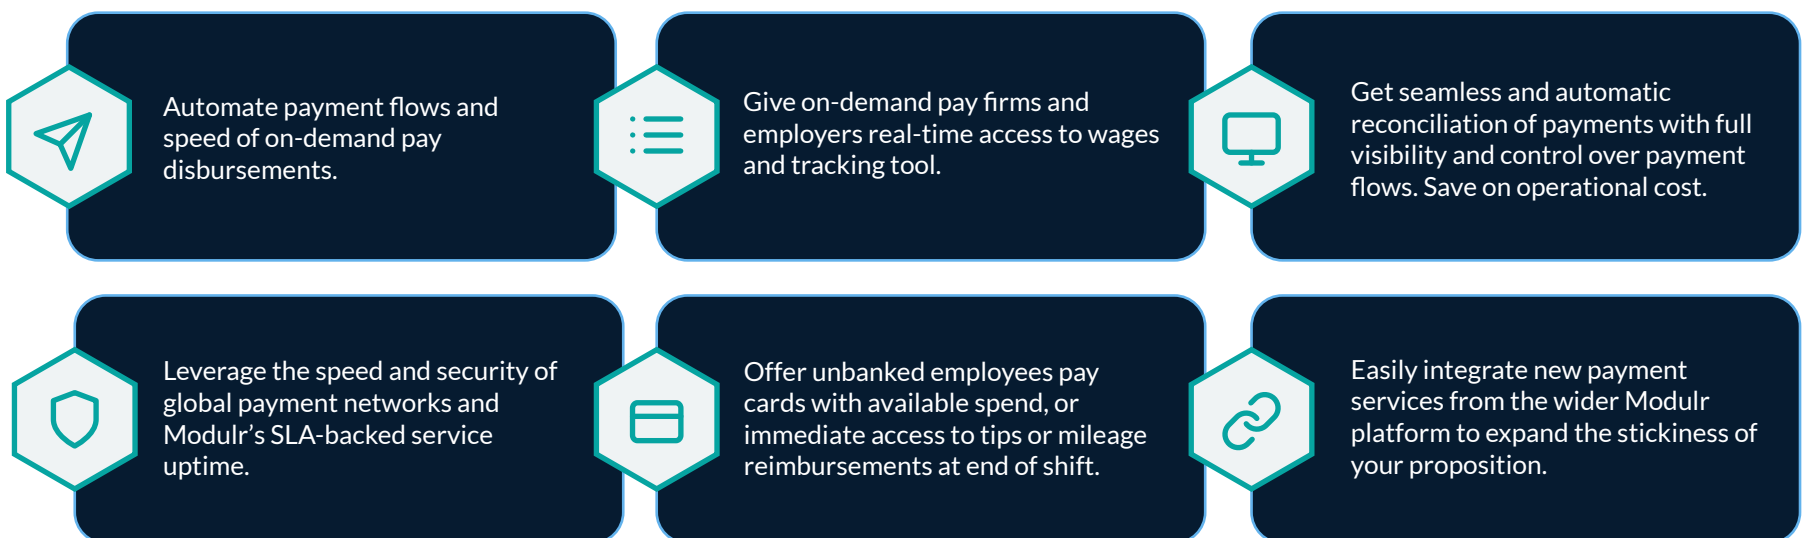 Automate payment flows and
speed of on-demand pay
disbursements.
Give on-demand pay firms and
employers real-time access to wages
and tracking tool.
Get seamless and automatic
reconciliation of payments with full
visibility and control over payment
flows. Save on operational cost.
Leverage the speed and security of
global payment networks and
Modulr’s SLA-backed service
uptime.
Offer unbanked employees pay
cards with available spend, or
immediate access to tips or mileage
reimbursements at end of shift.
Easily integrate new payment
services from the wider Modulr
platform to expand the stickiness of
your proposition.